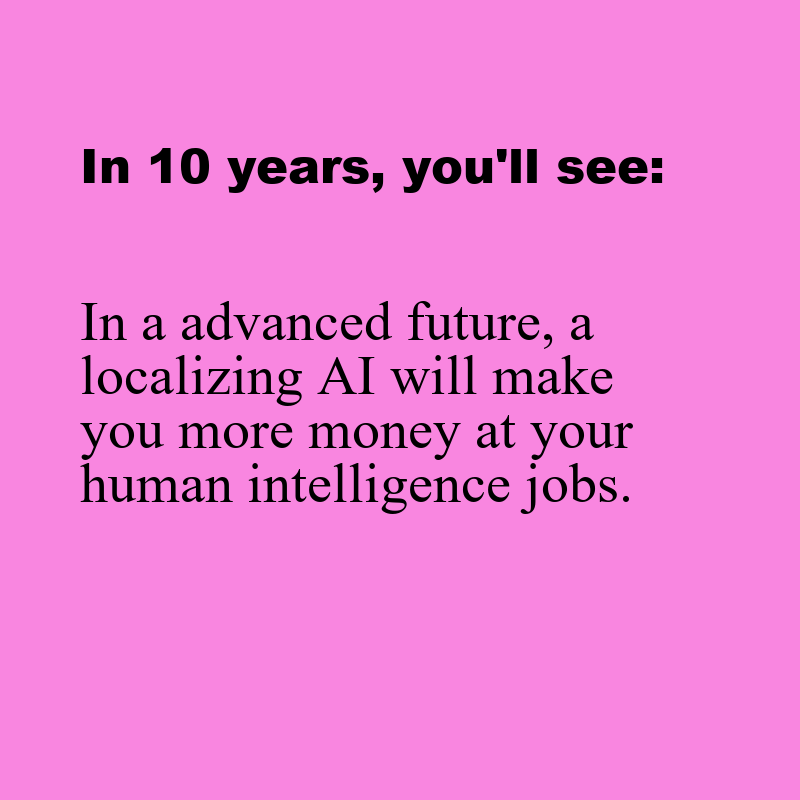 In 10 years, you'll see:
In a advanced future, a
localizing AI will make
you more money at your
human intelligence jobs.